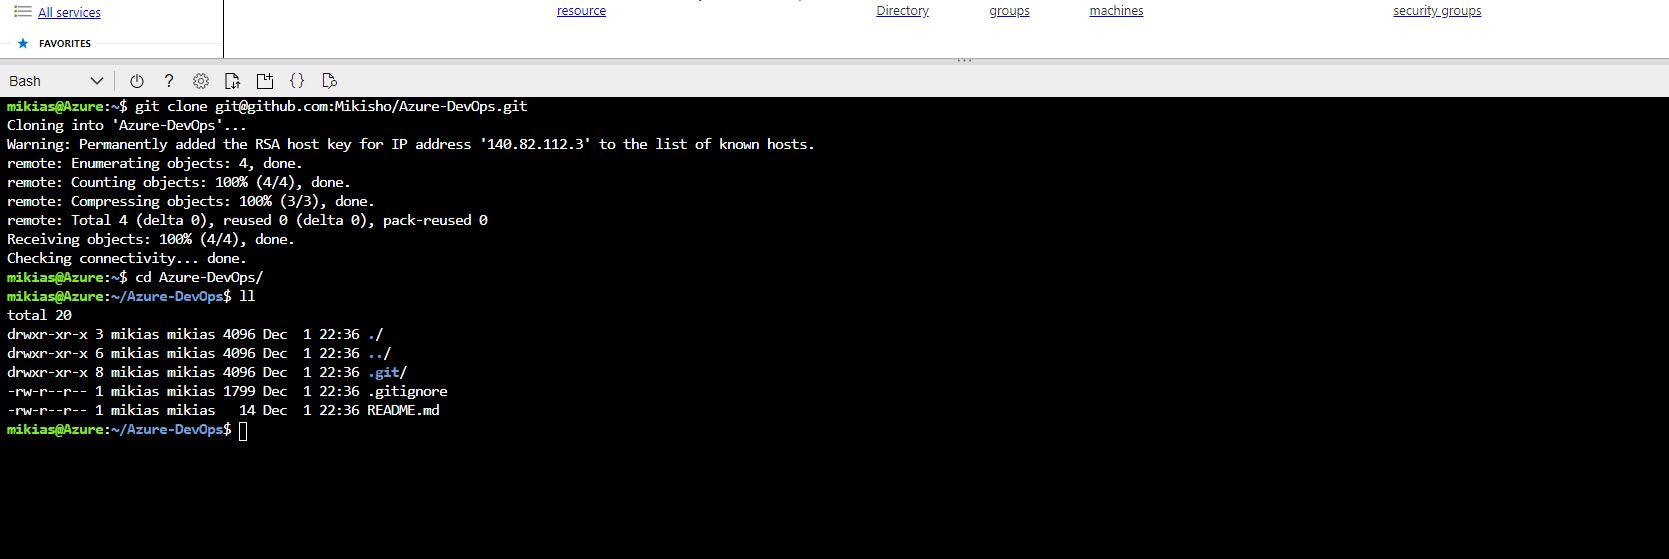 All services
resource Directory groups machines security groups
FAVORITES
Bash
mikias@Azure:~$ git clone git@github.com:Mikisho/Azure-DevOps.git
Cloning into 'Azure-DevOps'...
Warning: Permanently added the RSA host key for IP address '140.82.112.3' to the list of known hosts.
remote: Enumerating objects: 4, done.
remote: Counting objects: 100% (4/4), done.
remote: Compressing objects: 100% (3/3), done.
remote: Total 4 (delta 0), reused 0 (delta 0), pack-reused 0
Receiving objects: 100% (4/4), done.
Checking connectivity... done.
mikias@Azure:~$ cd Azure-DevOps/
mikias@Azure:~/Azure-DevOps$ ll
total 20
drwxr-xr-x 3 mikias mikias 4096 Dec  1 22:36 ./
drwxr-xr-x 6 mikias mikias 4096 Dec  1 22:36 ../
drwxr-xr-x 8 mikias mikias 4096 Dec  1 22:36 .git/
-rw-r--r-- 1 mikias mikias 1799 Dec  1 22:36 .gitignore
-rw-r--r-- 1 mikias mikias   14 Dec  1 22:36 README.md
mikias@Azure:~/Azure-DevOps$